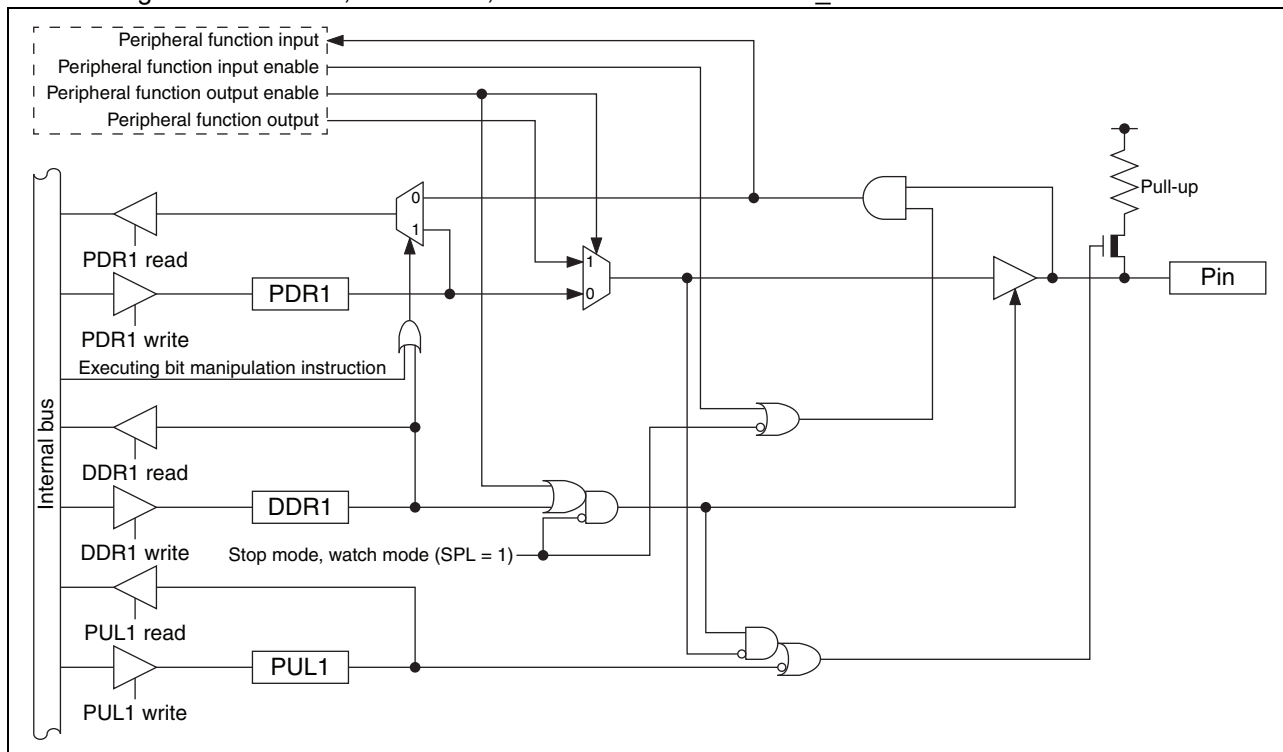 Peripheral function input
Peripheral function input enable
Peripheral function output enable
Peripheral function output
Pull-up
0
1
PDR1 read
1
Pin
PDR1
0
PDR1 write
Executing bit manipulation instruction
Internal bus
DDR1 read
DDR1
DDR1 write
Stop mode, watch mode (SPL = 1)
PUL1 read
PUL1
PUL1 write